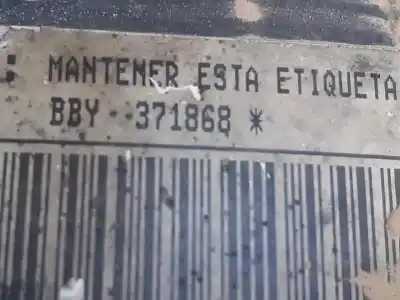 : MANTENER ESTA ETIQUETA
BBY 371868 *